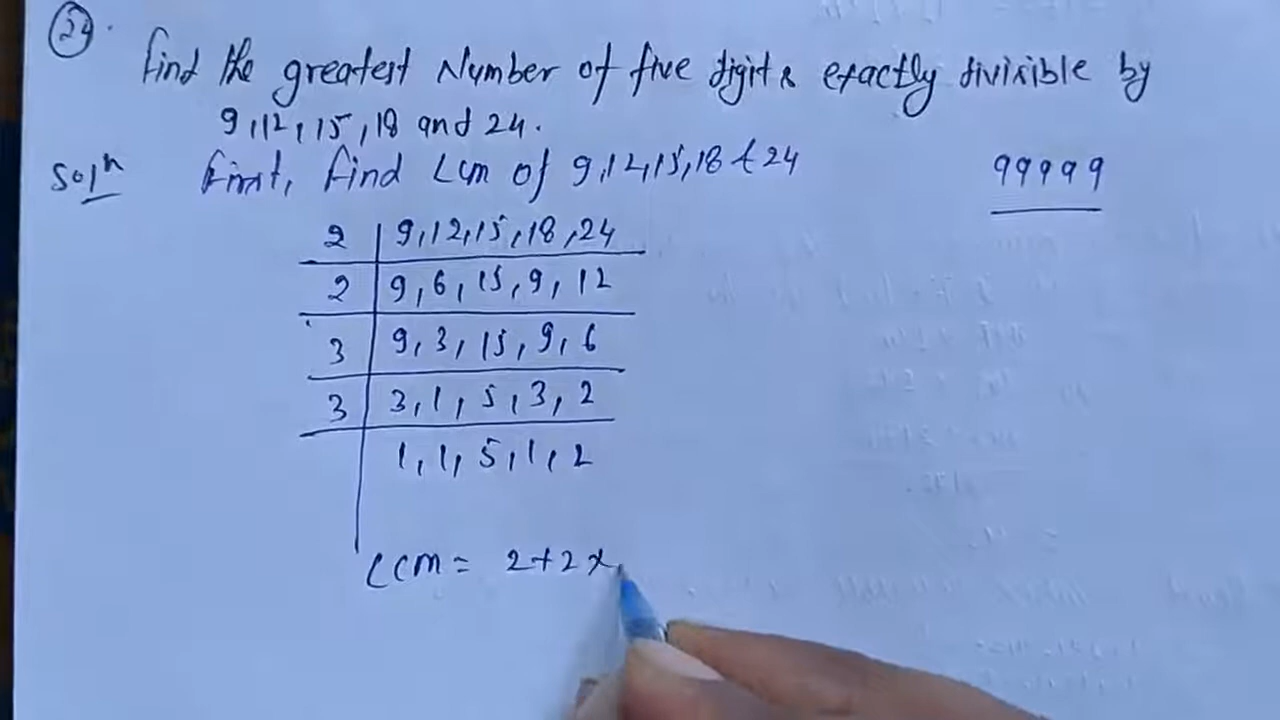 24.
find the greatest Number of five digits exactly divisible by
9,12,15,18 and 24.
Solⁿ First, find LCM of 9,12,15,18 & 24
99999
2 | 9,12,15,18,24
2 | 9,6,15,9,12
3 | 9,3,15,9,6
3 | 3,1,5,3,2
1,1,5,1,2
LCM = 2×2×